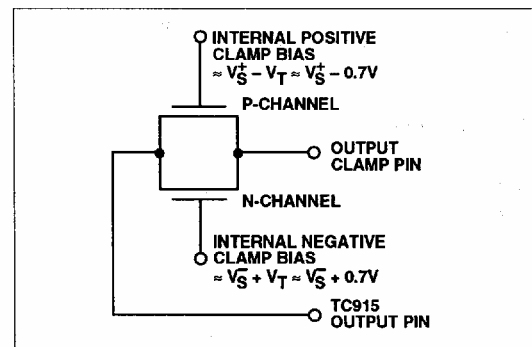 INTERNAL POSITIVE
CLAMP BIAS
≈ V_S^+ – V_T ≈ V_S^+ – 0.7V
P-CHANNEL
OUTPUT
CLAMP PIN
N-CHANNEL
INTERNAL NEGATIVE
CLAMP BIAS
≈ V_S^- + V_T ≈ V_S^- + 0.7V
TC915
OUTPUT PIN